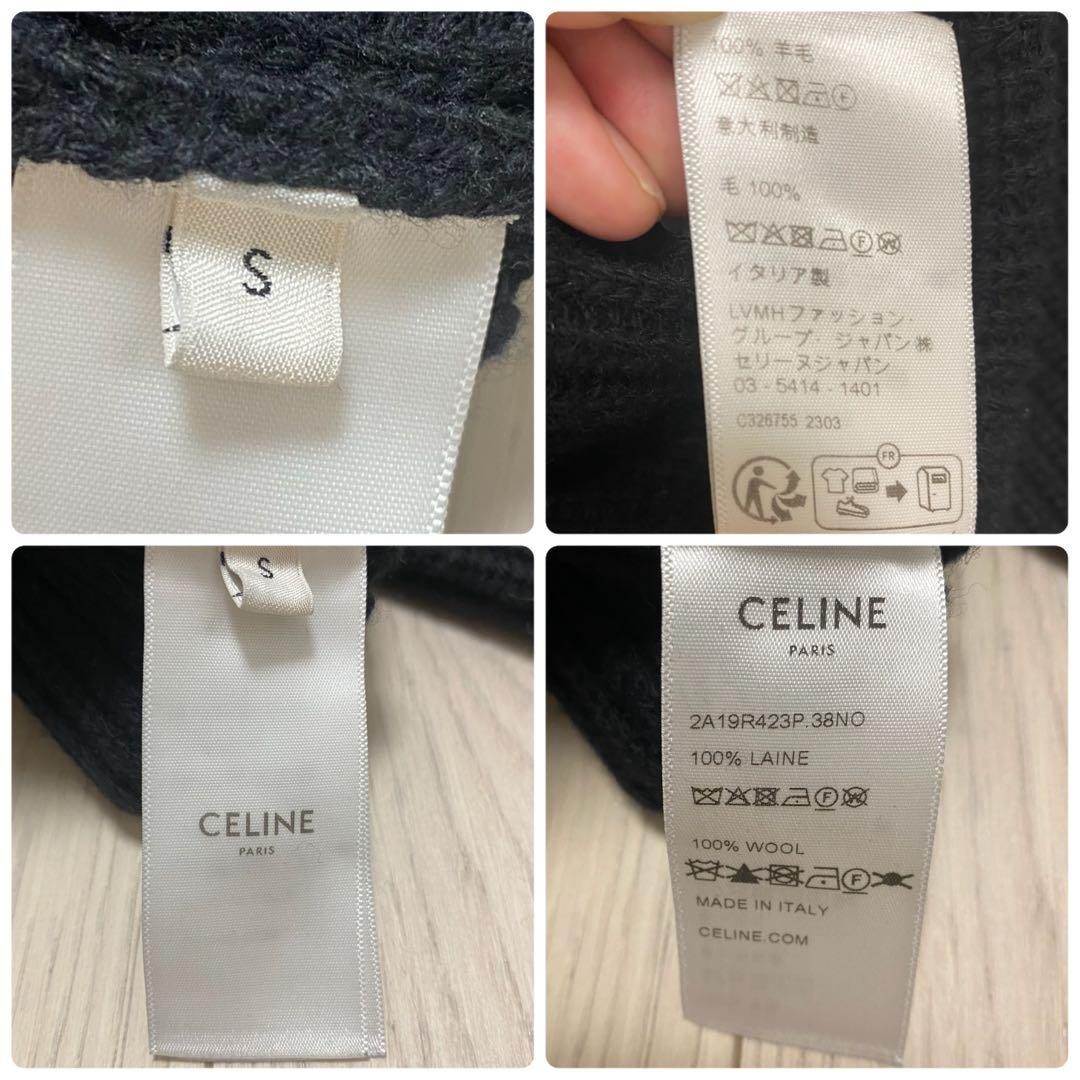 S
100% 羊毛
F
意大利制造
毛 100%
F W
イタリア製
LVMHファッション・
グループ・ジャパン㈱
セリーヌジャパン
03 - 5414 - 1401
C326755 2303
FR
S
CELINE
PARIS
CELINE
PARIS
2A19R423P.38NO
100% LAINE
F W
100% WOOL
F
MADE IN ITALY
CELINE.COM